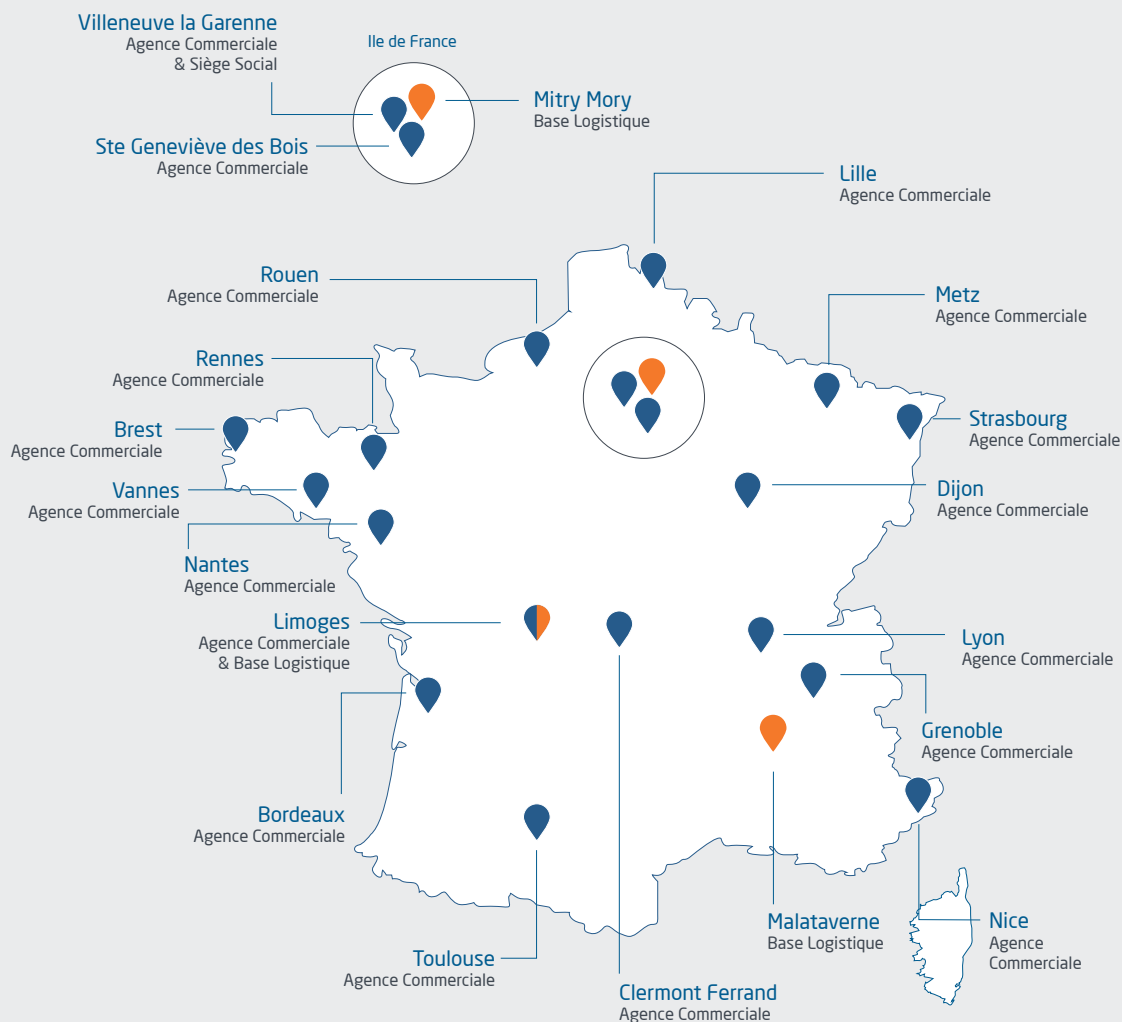 Villeneuve la Garenne
Agence Commerciale
& Siège Social
Ile de France
Mitry Mory
Base Logistique
Ste Geneviève des Bois
Agence Commerciale
Lille
Agence Commerciale
Rouen
Agence Commerciale
Metz
Agence Commerciale
Rennes
Agence Commerciale
Brest
Agence Commerciale
Strasbourg
Agence Commerciale
Vannes
Agence Commerciale
Dijon
Agence Commerciale
Nantes
Agence Commerciale
Limoges
Agence Commerciale
& Base Logistique
Lyon
Agence Commerciale
Grenoble
Agence Commerciale
Bordeaux
Agence Commerciale
Malataverne
Base Logistique
Nice
Agence
Commerciale
Toulouse
Agence Commerciale
Clermont Ferrand
Agence Commerciale